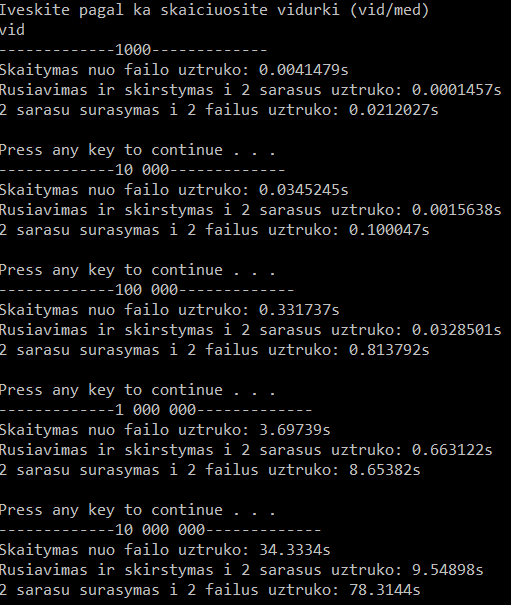 Iveskite pagal ka skaiciuosite vidurki (vid/med)
vid
-------------1000-------------
Skaitymas nuo failo uztruko: 0.0041479s
Rusiavimas ir skirstymas i 2 sarasus uztruko: 0.0001457s
2 sarasu surasymas i 2 failus uztruko: 0.0212027s
Press any key to continue . . .
-------------10 000-------------
Skaitymas nuo failo uztruko: 0.0345245s
Rusiavimas ir skirstymas i 2 sarasus uztruko: 0.0015638s
2 sarasu surasymas i 2 failus uztruko: 0.100047s
Press any key to continue . . .
-------------100 000-------------
Skaitymas nuo failo uztruko: 0.331737s
Rusiavimas ir skirstymas i 2 sarasus uztruko: 0.0328501s
2 sarasu surasymas i 2 failus uztruko: 0.813792s
Press any key to continue . . .
-------------1 000 000-------------
Skaitymas nuo failo uztruko: 3.69739s
Rusiavimas ir skirstymas i 2 sarasus uztruko: 0.663122s
2 sarasu surasymas i 2 failus uztruko: 8.65382s
Press any key to continue . . .
-------------10 000 000-------------
Skaitymas nuo failo uztruko: 34.3334s
Rusiavimas ir skirstymas i 2 sarasus uztruko: 9.54898s
2 sarasu surasymas i 2 failus uztruko: 78.3144s